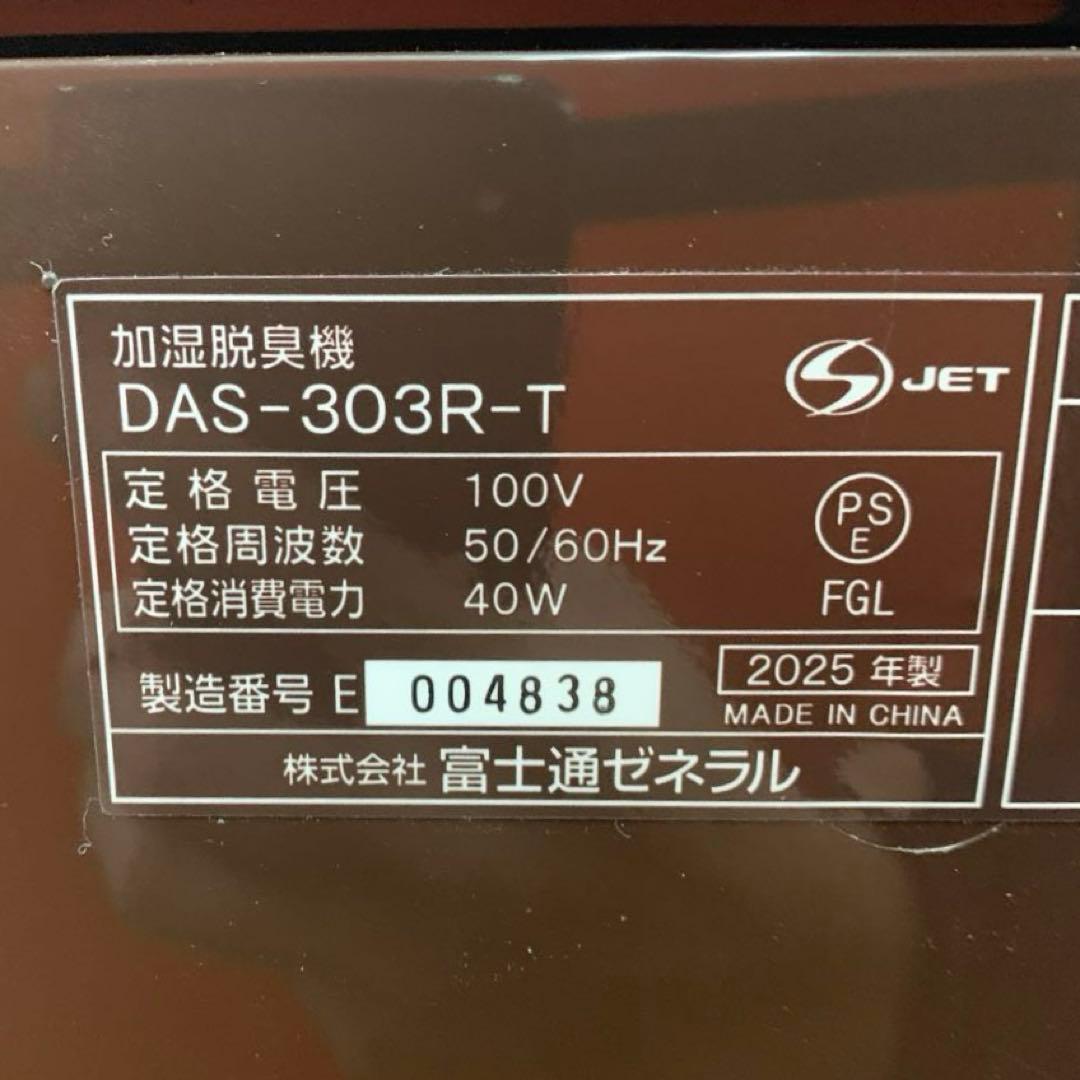 加湿脱臭機
DAS-303R-T
JET
定格電圧 100V
定格周波数 50/60Hz
定格消費電力 40W
PS
E
FGL
製造番号 E 004838
2025 年製
MADE IN CHINA
株式会社 富士通ゼネラル